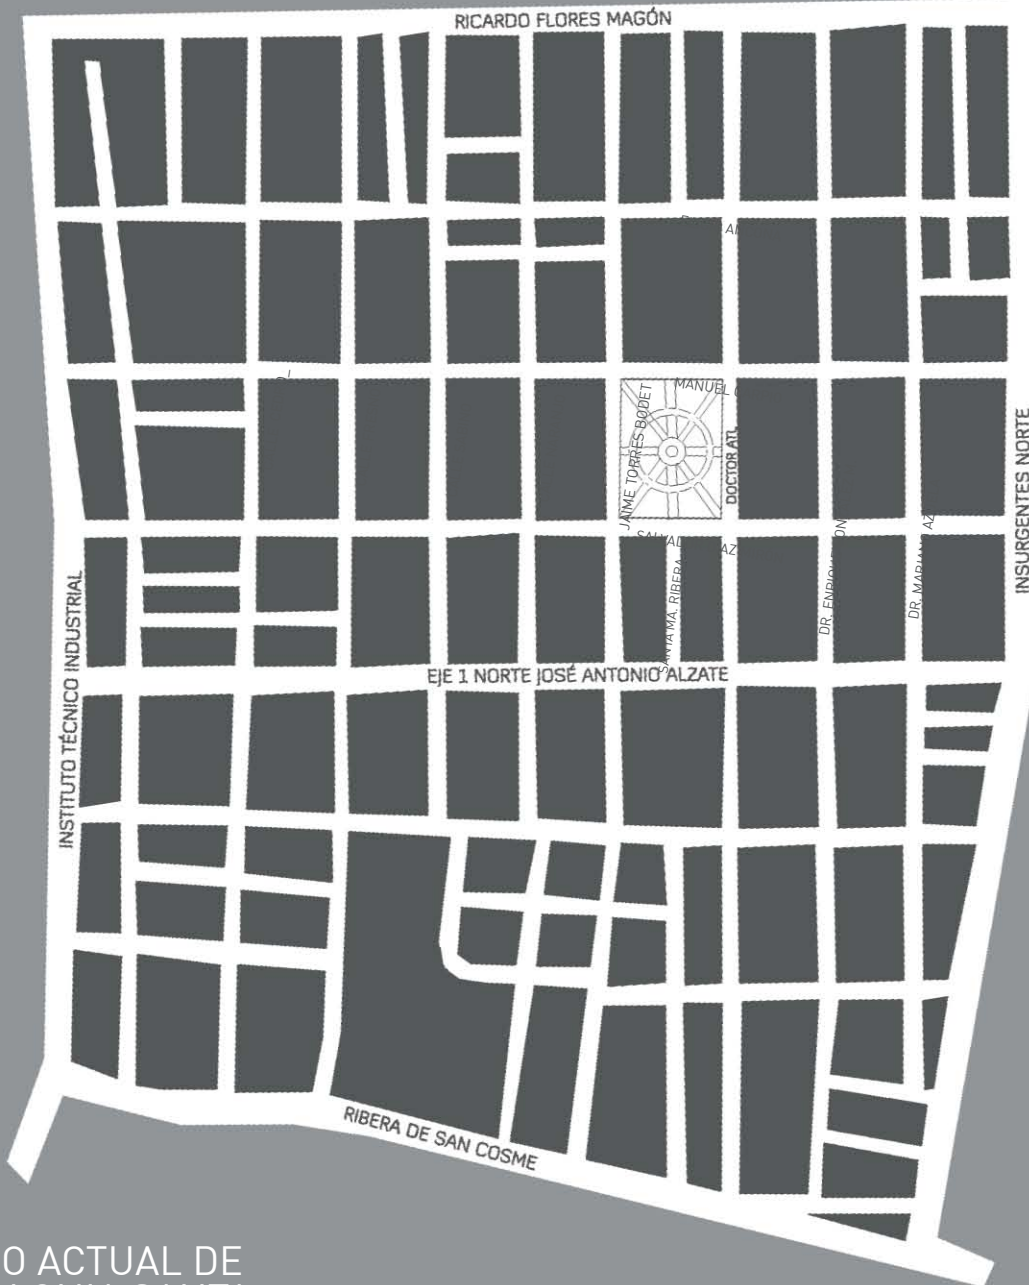 RICARDO FLORES MAGÓN
MANUEL
JAIME TORRES BODET
DOCTOR ATL
INSURGENTES NORTE
SANTA MA. RIBERA
DR. ENRIQUE
DR. MARIANO AZ
INSTITUTO TÉCNICO INDUSTRIAL
EJE 1 NORTE JOSÉ ANTONIO ALZATE
RIBERA DE SAN COSME
O ACTUAL DE